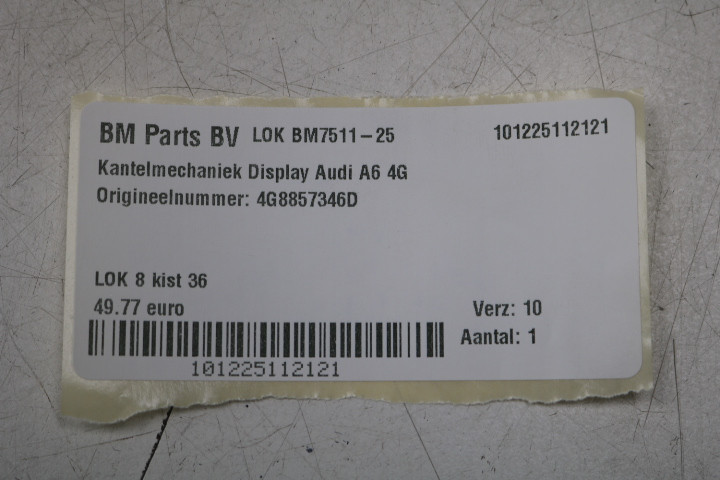 BM Parts BV LOK BM7511-25 101225112121
Kantelmechaniek Display Audi A6 4G
Origineelnummer: 4G8857346D
LOK 8 kist 36
49.77 euro Verz: 10
Aantal: 1
101225112121